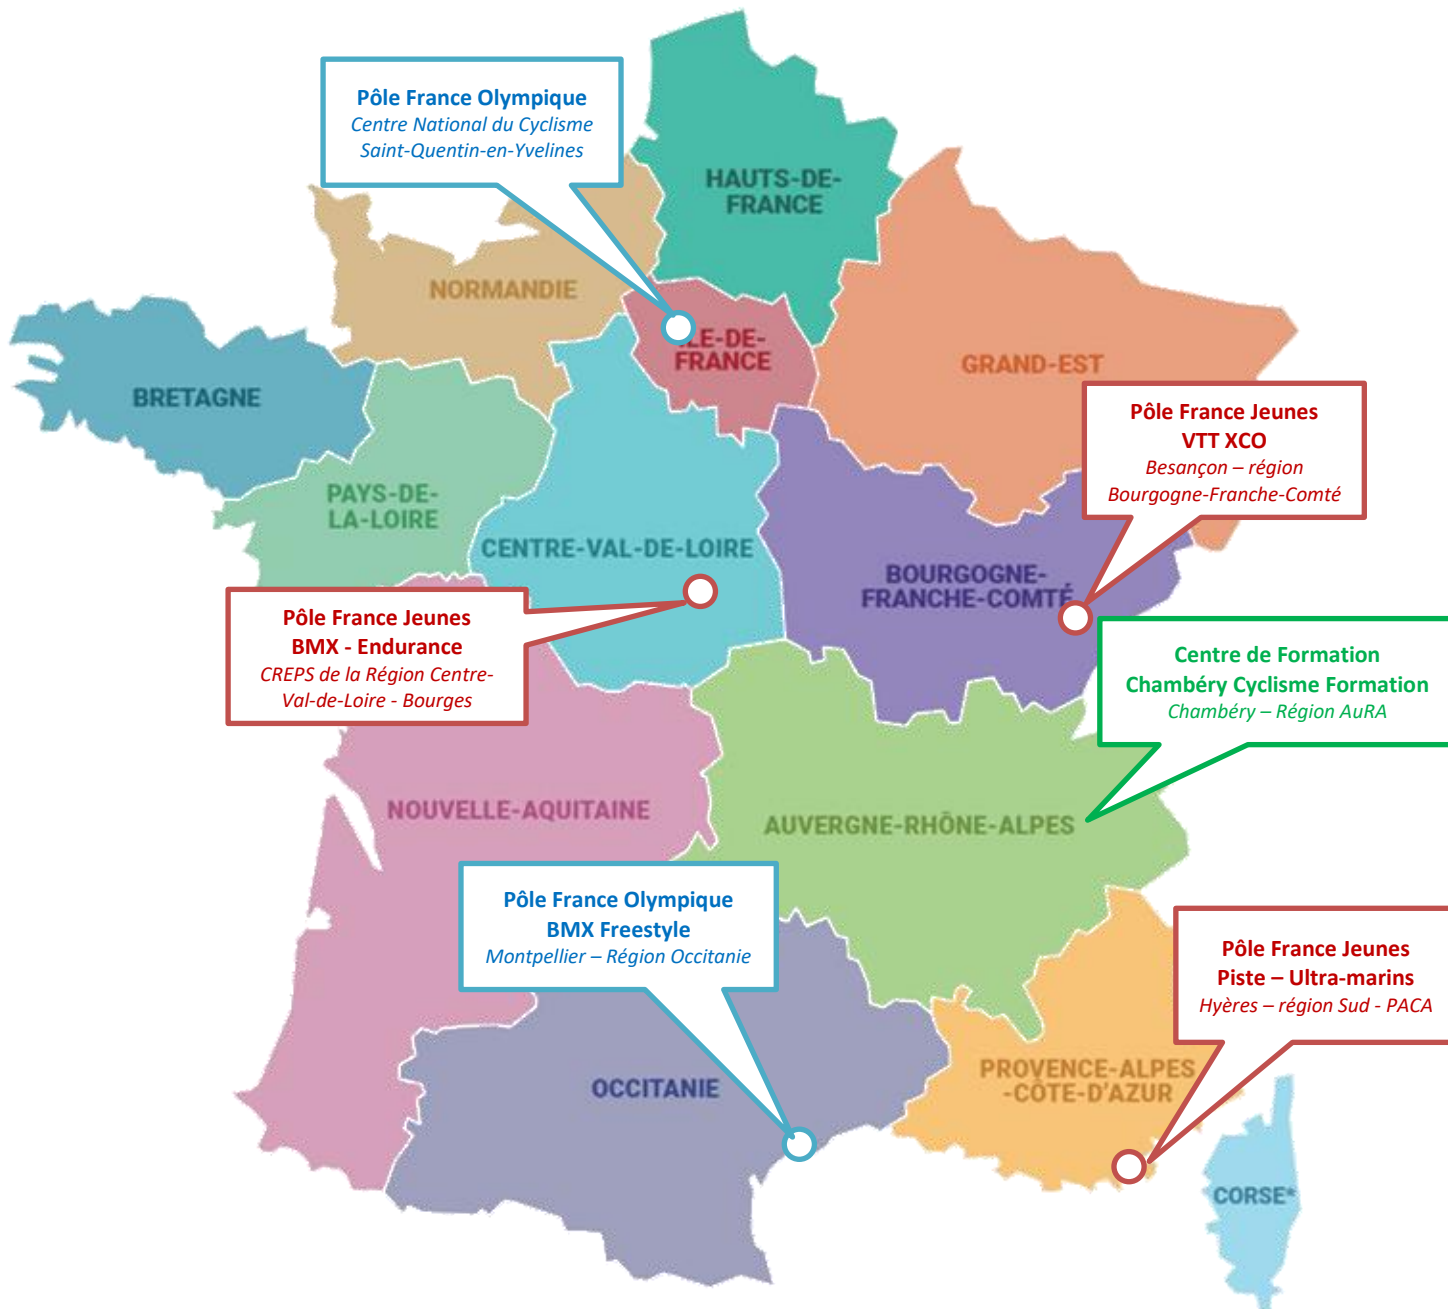 Pôle France Olympique
Centre National du Cyclisme
Saint-Quentin-en-Yvelines
HAUTS-DE-
FRANCE
NORMANDIE
ÎLE-DE-
FRANCE
GRAND-EST
BRETAGNE
Pôle France Jeunes
VTT XCO
Besançon – région
Bourgogne-Franche-Comté
PAYS-DE-
LA-LOIRE
CENTRE-VAL-DE-LOIRE
BOURGOGNE-
FRANCHE-COMTÉ
Pôle France Jeunes
BMX - Endurance
CREPS de la Région Centre-
Val-de-Loire - Bourges
Centre de Formation
Chambéry Cyclisme Formation
Chambéry – Région AuRA
NOUVELLE-AQUITAINE
AUVERGNE-RHÔNE-ALPES
Pôle France Olympique
BMX Freestyle
Montpellier – Région Occitanie
Pôle France Jeunes
Piste – Ultra-marins
Hyères – région Sud - PACA
OCCITANIE
PROVENCE-ALPES
-CÔTE-D'AZUR
CORSE*